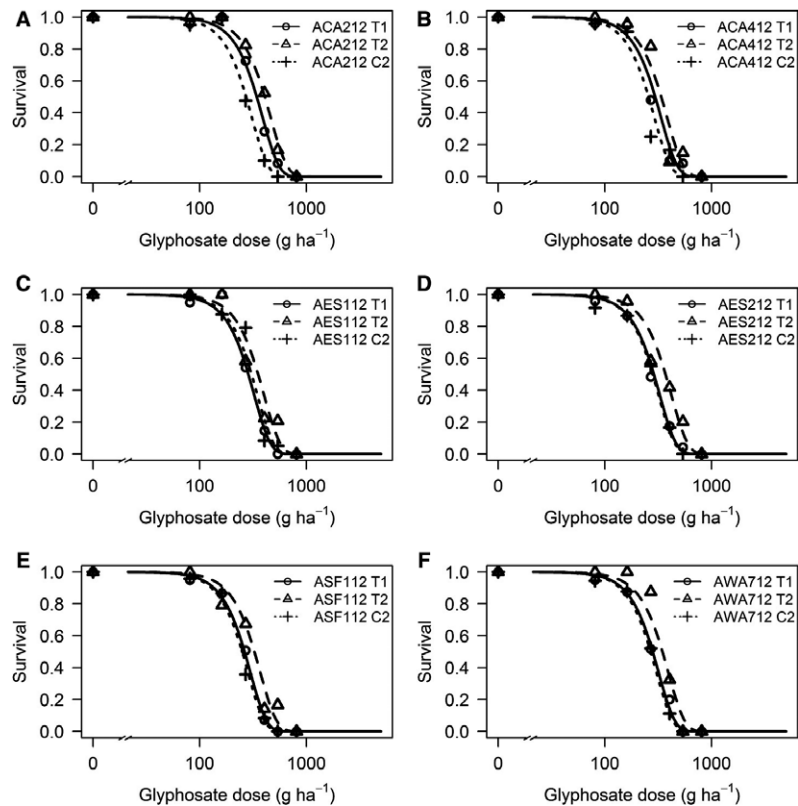 A
ACA212 T1
ACA212 T2
ACA212 C2
Survival
1.0
0.8
0.6
0.4
0.2
0.0
0 100 1000
Glyphosate dose (g ha⁻¹)
B
ACA412 T1
ACA412 T2
ACA412 C2
Survival
1.0
0.8
0.6
0.4
0.2
0.0
0 100 1000
Glyphosate dose (g ha⁻¹)
C
AES112 T1
AES112 T2
AES112 C2
Survival
1.0
0.8
0.6
0.4
0.2
0.0
0 100 1000
Glyphosate dose (g ha⁻¹)
D
AES212 T1
AES212 T2
AES212 C2
Survival
1.0
0.8
0.6
0.4
0.2
0.0
0 100 1000
Glyphosate dose (g ha⁻¹)
E
ASF112 T1
ASF112 T2
ASF112 C2
Survival
1.0
0.8
0.6
0.4
0.2
0.0
0 100 1000
Glyphosate dose (g ha⁻¹)
F
AWA712 T1
AWA712 T2
AWA712 C2
Survival
1.0
0.8
0.6
0.4
0.2
0.0
0 100 1000
Glyphosate dose (g ha⁻¹)